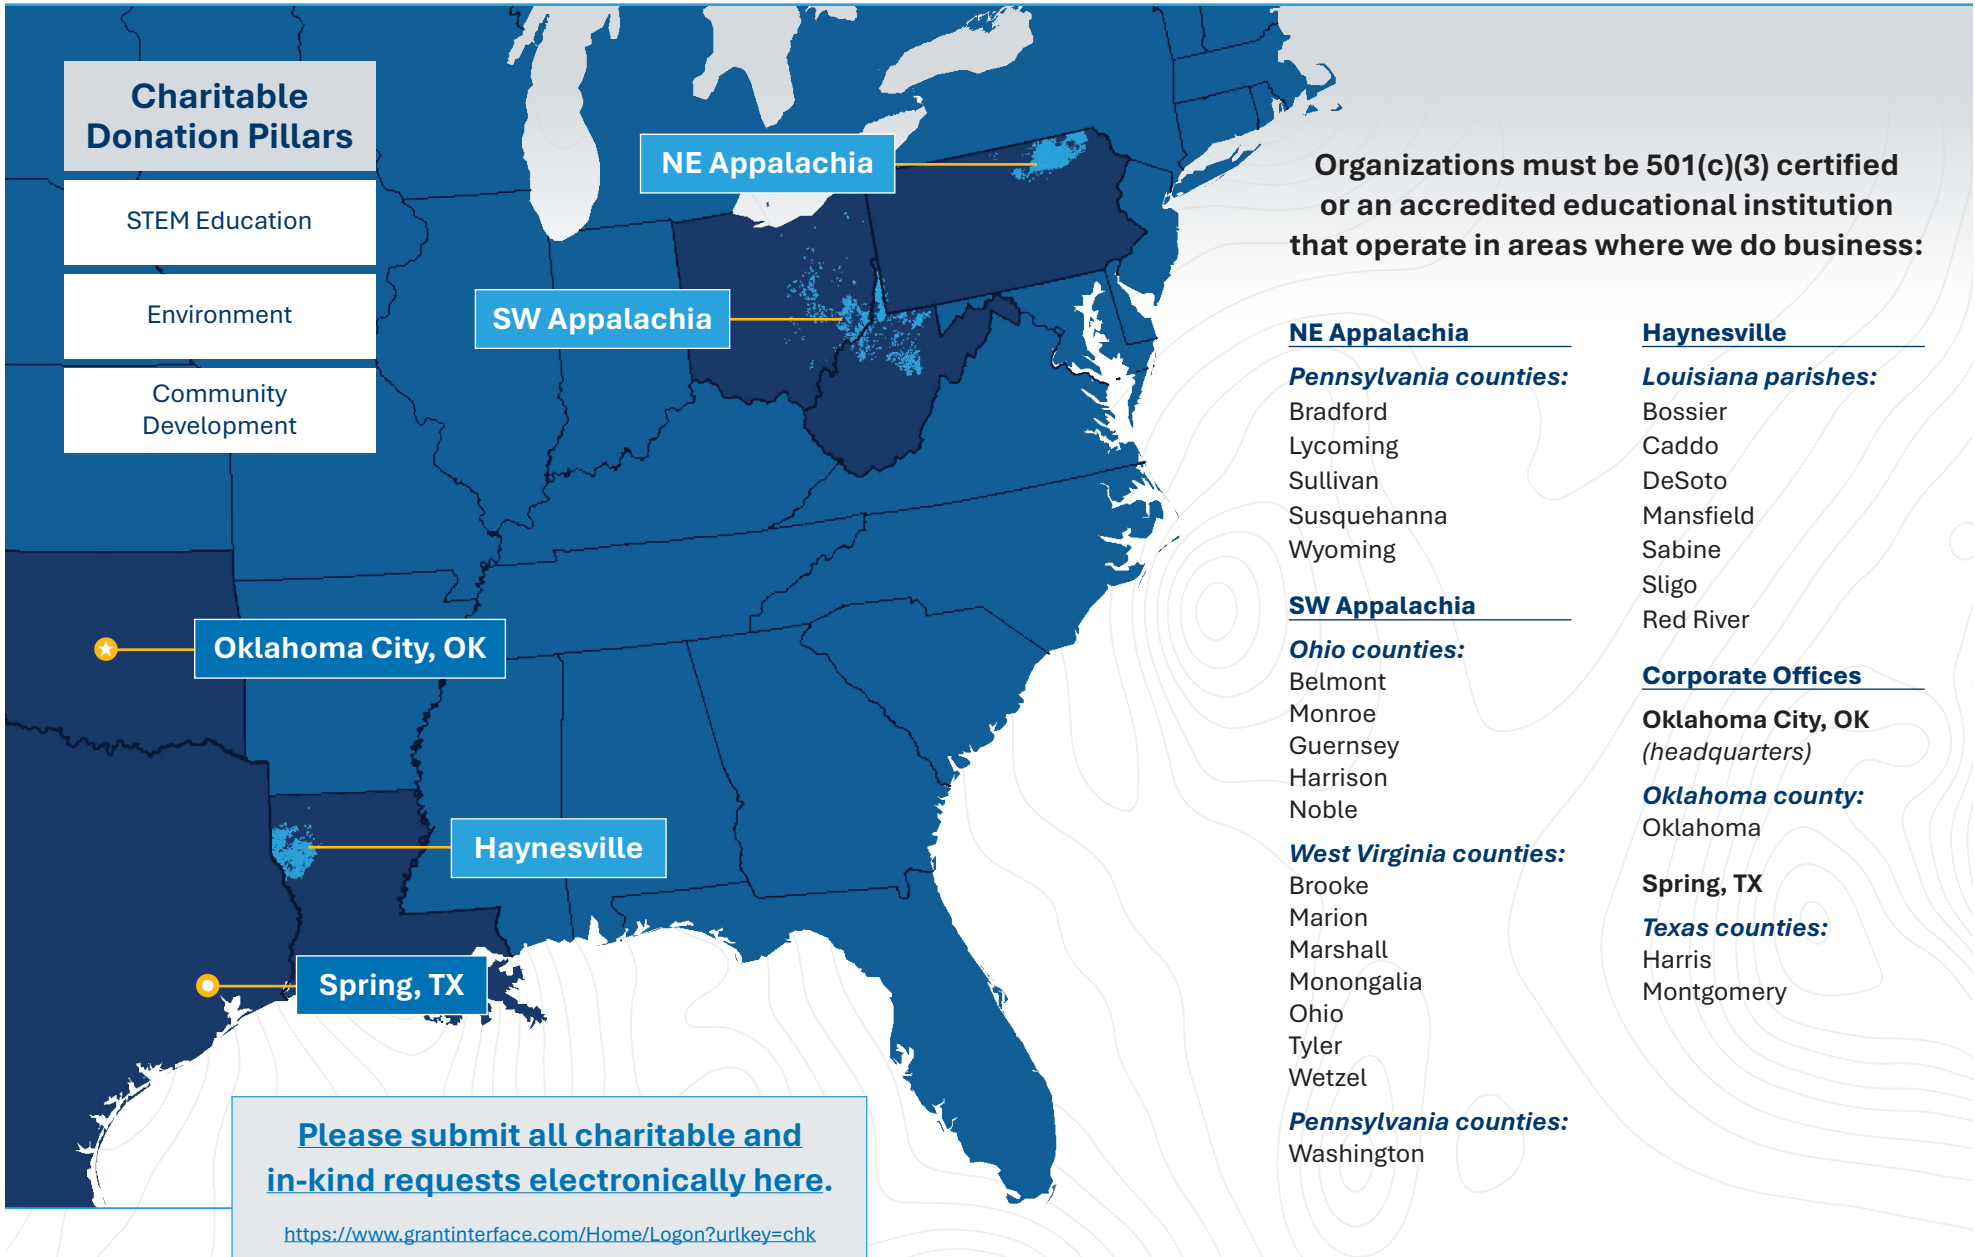 Charitable
Donation Pillars
STEM Education
Environment
Community
Development
NE Appalachia
SW Appalachia
Oklahoma City, OK
Haynesville
Spring, TX
Please submit all charitable and
in-kind requests electronically here.
https://www.grantinterface.com/Home/Logon?urlkey=chk
Organizations must be 501(c)(3) certified
or an accredited educational institution
that operate in areas where we do business:
NE Appalachia
Pennsylvania counties:
Bradford
Lycoming
Sullivan
Susquehanna
Wyoming
SW Appalachia
Ohio counties:
Belmont
Monroe
Guernsey
Harrison
Noble
West Virginia counties:
Brooke
Marion
Marshall
Monongalia
Ohio
Tyler
Wetzel
Pennsylvania counties:
Washington
Haynesville
Louisiana parishes:
Bossier
Caddo
DeSoto
Mansfield
Sabine
Sligo
Red River
Corporate Offices
Oklahoma City, OK
(headquarters)
Oklahoma county:
Oklahoma
Spring, TX
Texas counties:
Harris
Montgomery